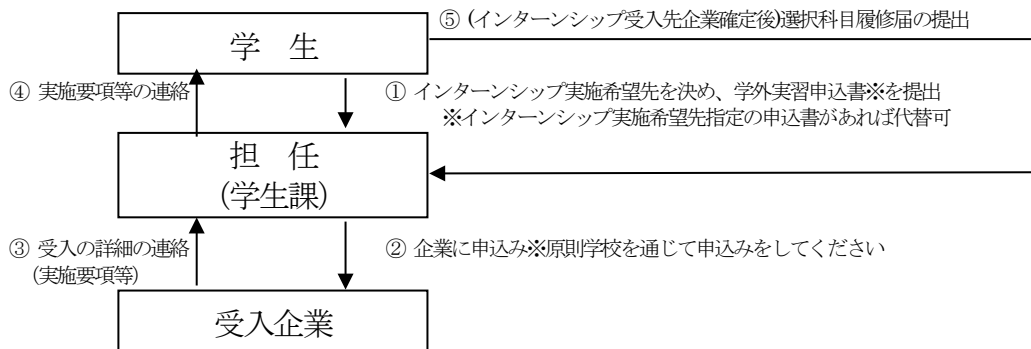 ⑤ (インターンシップ受入先企業確定後)選択科目履修届の提出
学 生
④ 実施要項等の連絡
① インターンシップ実施希望先を決め、学外実習申込書※を提出
※インターンシップ実施希望先指定の申込書があれば代替可
担 任
(学生課)
③ 受入の詳細の連絡
(実施要項等)
② 企業に申込み※原則学校を通じて申込みをしてください
受入企業